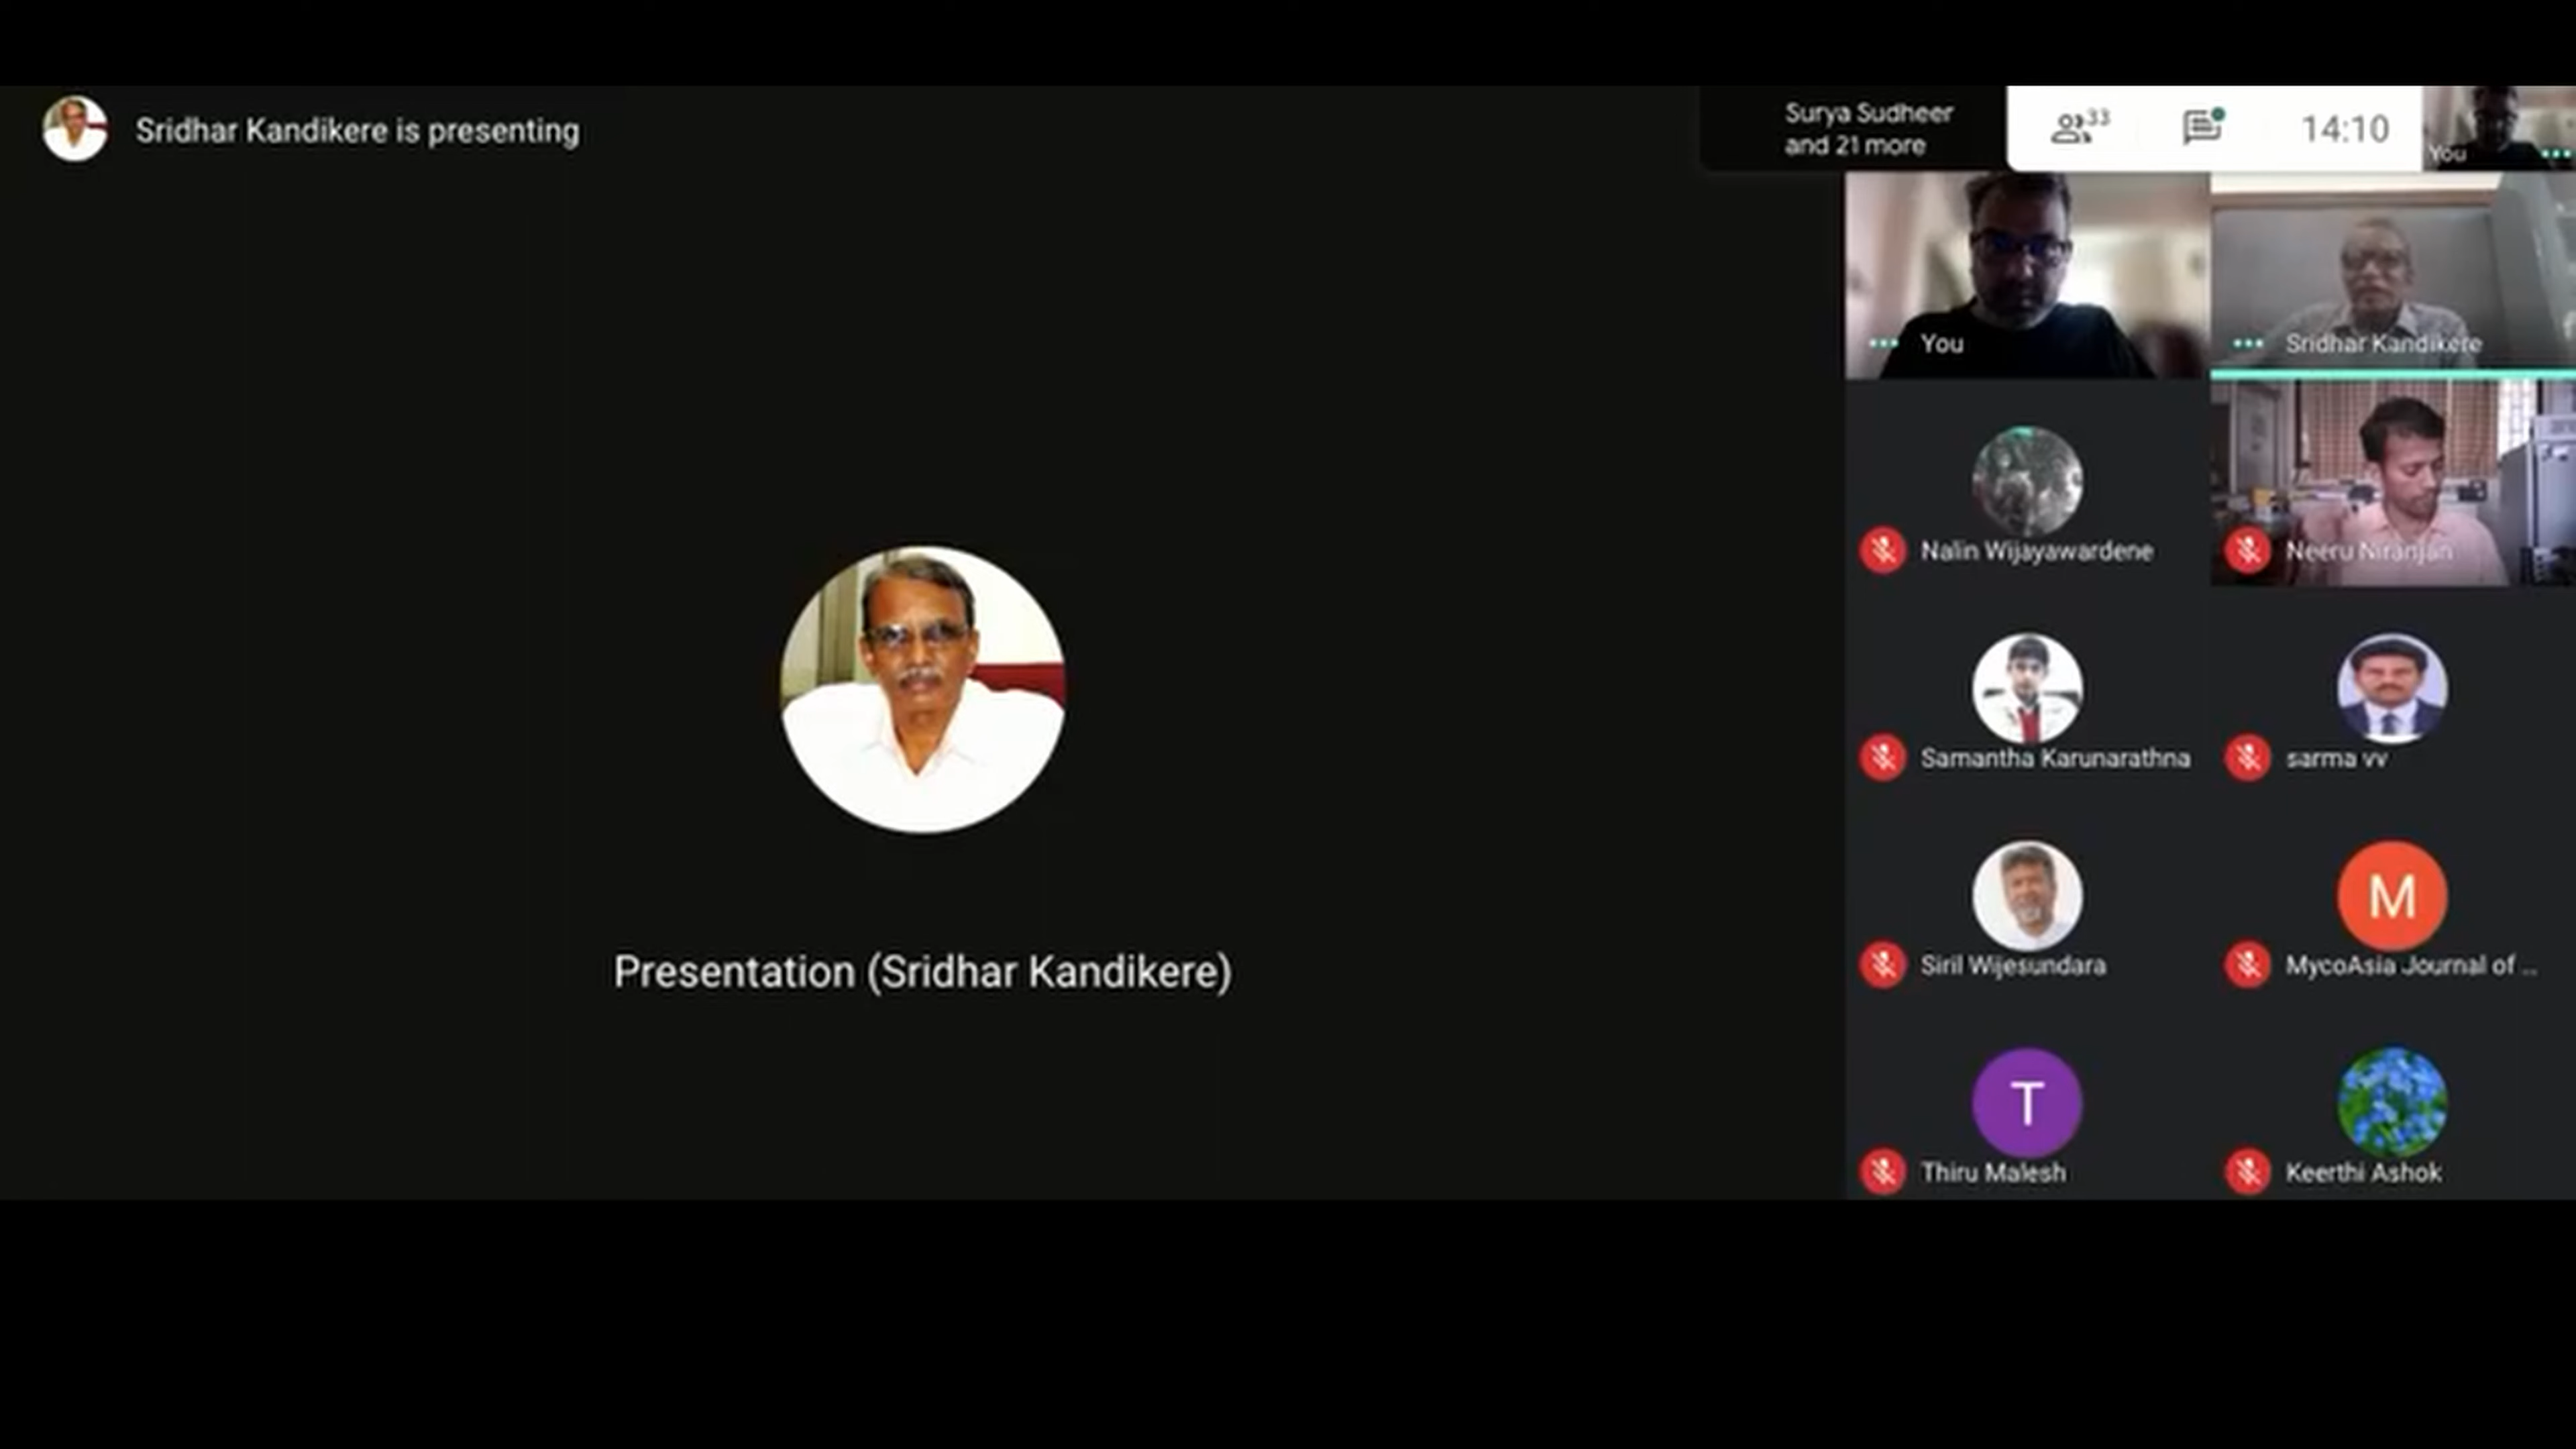 Sridhar Kandikere is presenting
Surya Sudheer
and 21 more
33
14:10
You
You
Sridhar Kandikere
Nalin Wijayawardene
Neeru Niranjan
Samantha Karunarathna
sarma vv
Siril Wijesundara
M
MycoAsia Journal of ...
T
Thiru Malesh
Keerthi Ashok
Presentation (Sridhar Kandikere)